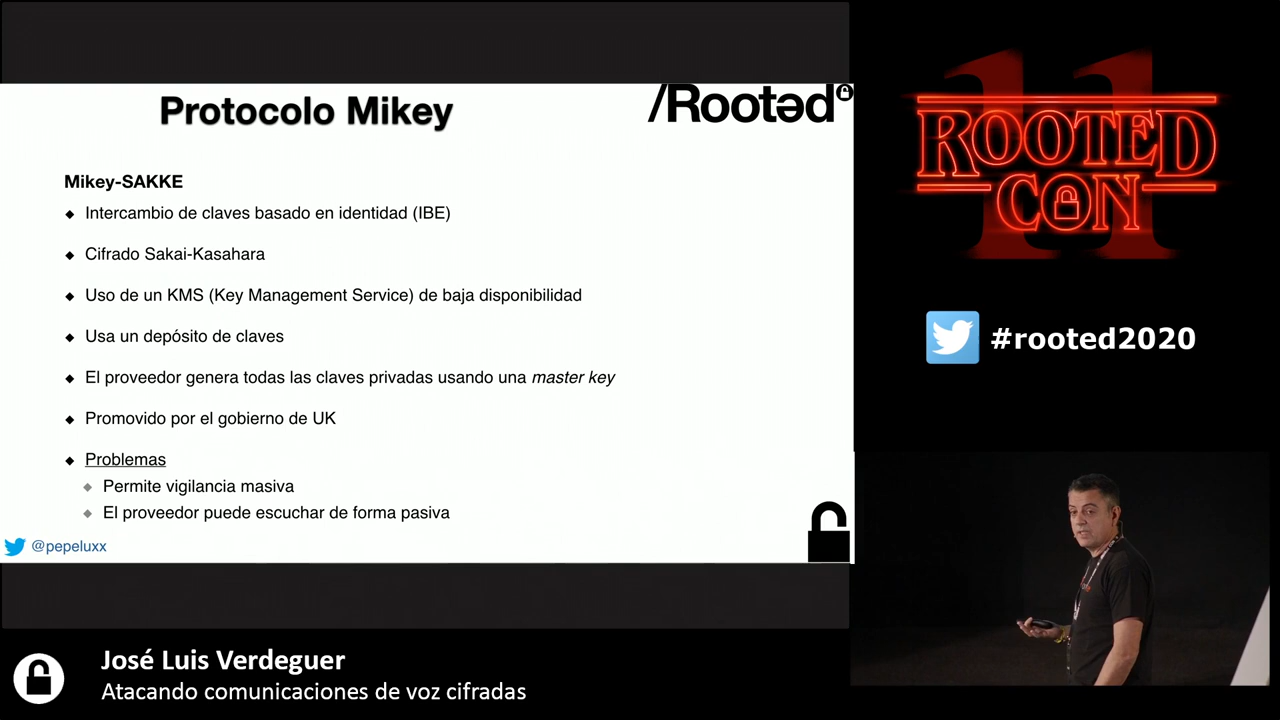 Protocolo Mikey
/Rootəd
Mikey-SAKKE
Intercambio de claves basado en identidad (IBE)
Cifrado Sakai-Kasahara
Uso de un KMS (Key Management Service) de baja disponibilidad
Usa un depósito de claves
El proveedor genera todas las claves privadas usando una master key
Promovido por el gobierno de UK
Problemas
Permite vigilancia masiva
El proveedor puede escuchar de forma pasiva
@pepeluxx
11
ROOTED
CON
#rooted2020
José Luis Verdeguer
Atacando comunicaciones de voz cifradas